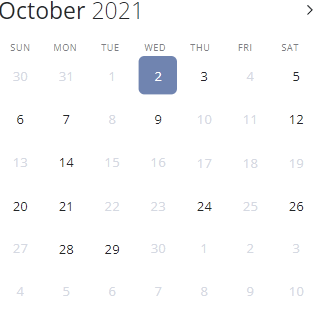 October 2021
SUN MON TUE WED THU FRI SAT
30 31 1 2 3 4 5
6 7 8 9 10 11 12
13 14 15 16 17 18 19
20 21 22 23 24 25 26
27 28 29 30 1 2 3
4 5 6 7 8 9 10